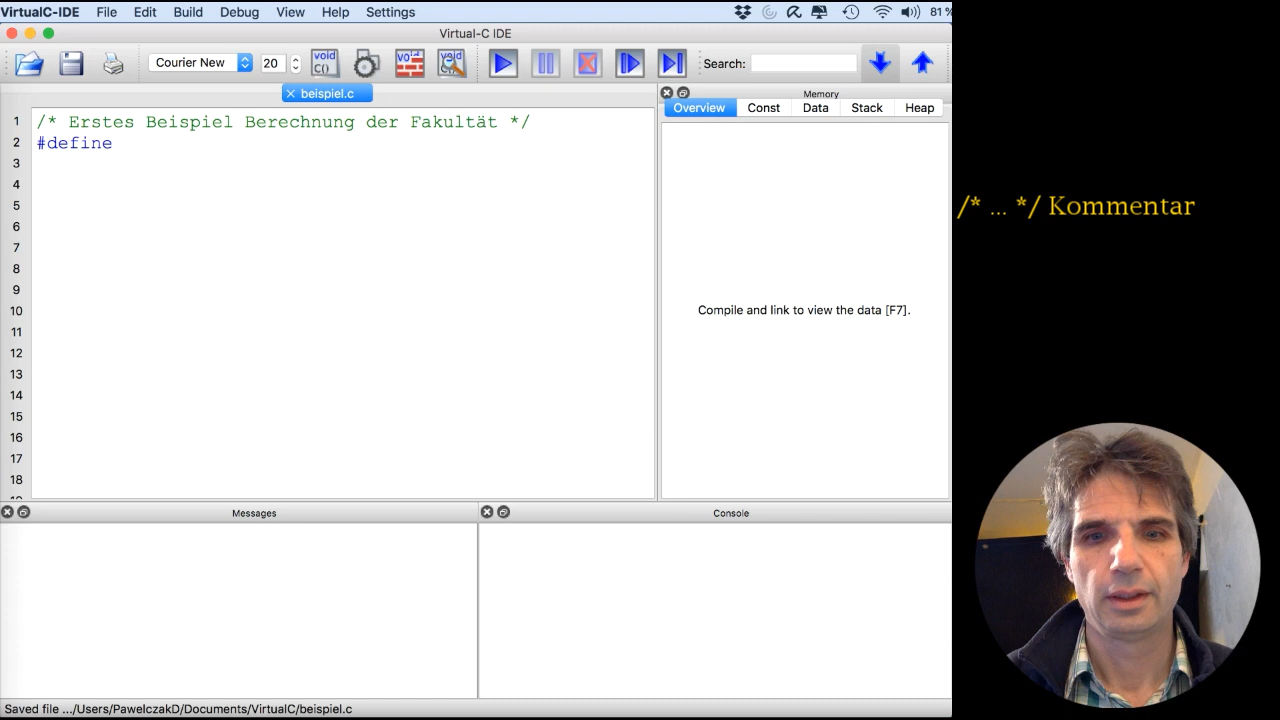 VirtualC-IDE File Edit Build Debug View Help Settings 81 %
Virtual-C IDE
Courier New 20 void C() void void Search:
beispiel.c
Memory
Overview Const Data Stack Heap
1 /* Erstes Beispiel Berechnung der Fakultät */
2 #define
3
4
5
6
7
8
9
10
11
12
13
14
15
16
17
18
Compile and link to view the data [F7].
/* ... */ Kommentar
Messages
Console
Saved file .../Users/PawelczakD/Documents/VirtualC/beispiel.c